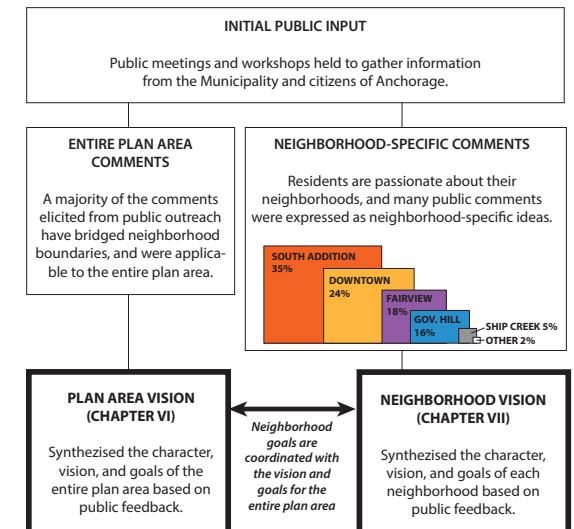 INITIAL PUBLIC INPUT
Public meetings and workshops held to gather information
from the Municipality and citizens of Anchorage.
ENTIRE PLAN AREA
COMMENTS
A majority of the comments
elicited from public outreach
have bridged neighborhood
boundaries, and were applica-
ble to the entire plan area.
NEIGHBORHOOD-SPECIFIC COMMENTS
Residents are passionate about their
neighborhoods, and many public comments
were expressed as neighborhood-specific ideas.
SOUTH ADDITION
35%
DOWNTOWN
24%
FAIRVIEW
18%
GOV. HILL
16%
SHIP CREEK 5%
OTHER 2%
PLAN AREA VISION
(CHAPTER VI)
Synthezised the character,
vision, and goals of the
entire plan area based on
public feedback.
Neighborhood
goals are
coordinated with
the vision and
goals for the
entire plan area
NEIGHBORHOOD VISION
(CHAPTER VII)
Synthezised the character,
vision, and goals of each
neighborhood based on
public feedback.